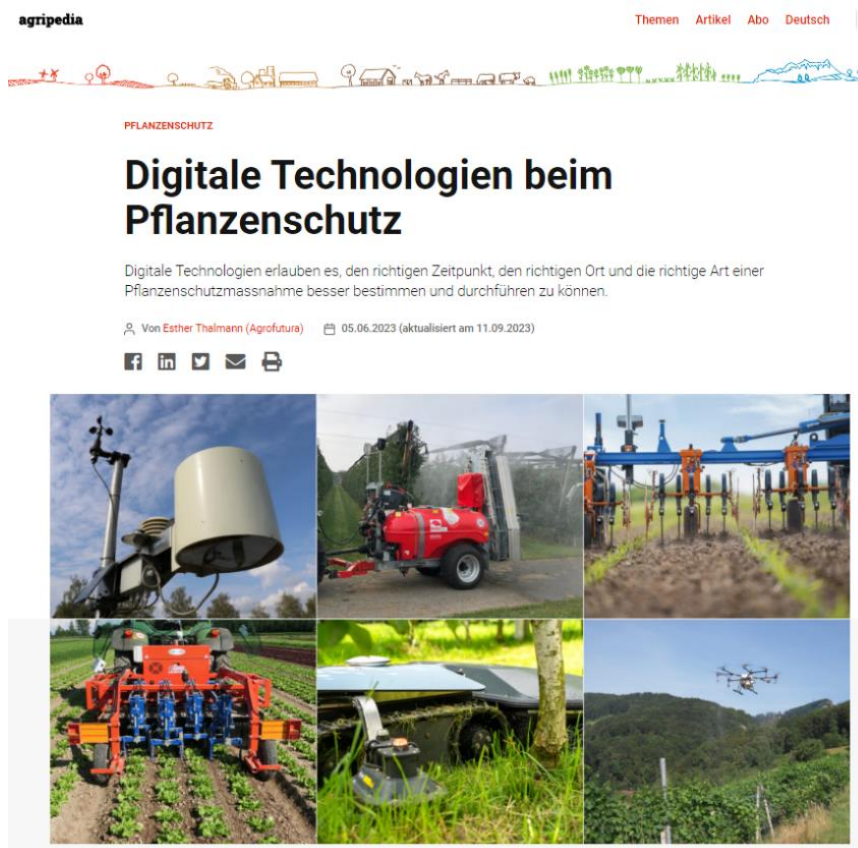 agripedia
Themen Artikel Abo Deutsch
PFLANZENSCHUTZ
Digitale Technologien beim
Pflanzenschutz
Digitale Technologien erlauben es, den richtigen Zeitpunkt, den richtigen Ort und die richtige Art einer
Pflanzenschutzmassnahme besser bestimmen und durchführen zu können.
Von Esther Thalmann (Agrofutura) 05.06.2023 (aktualisiert am 11.09.2023)